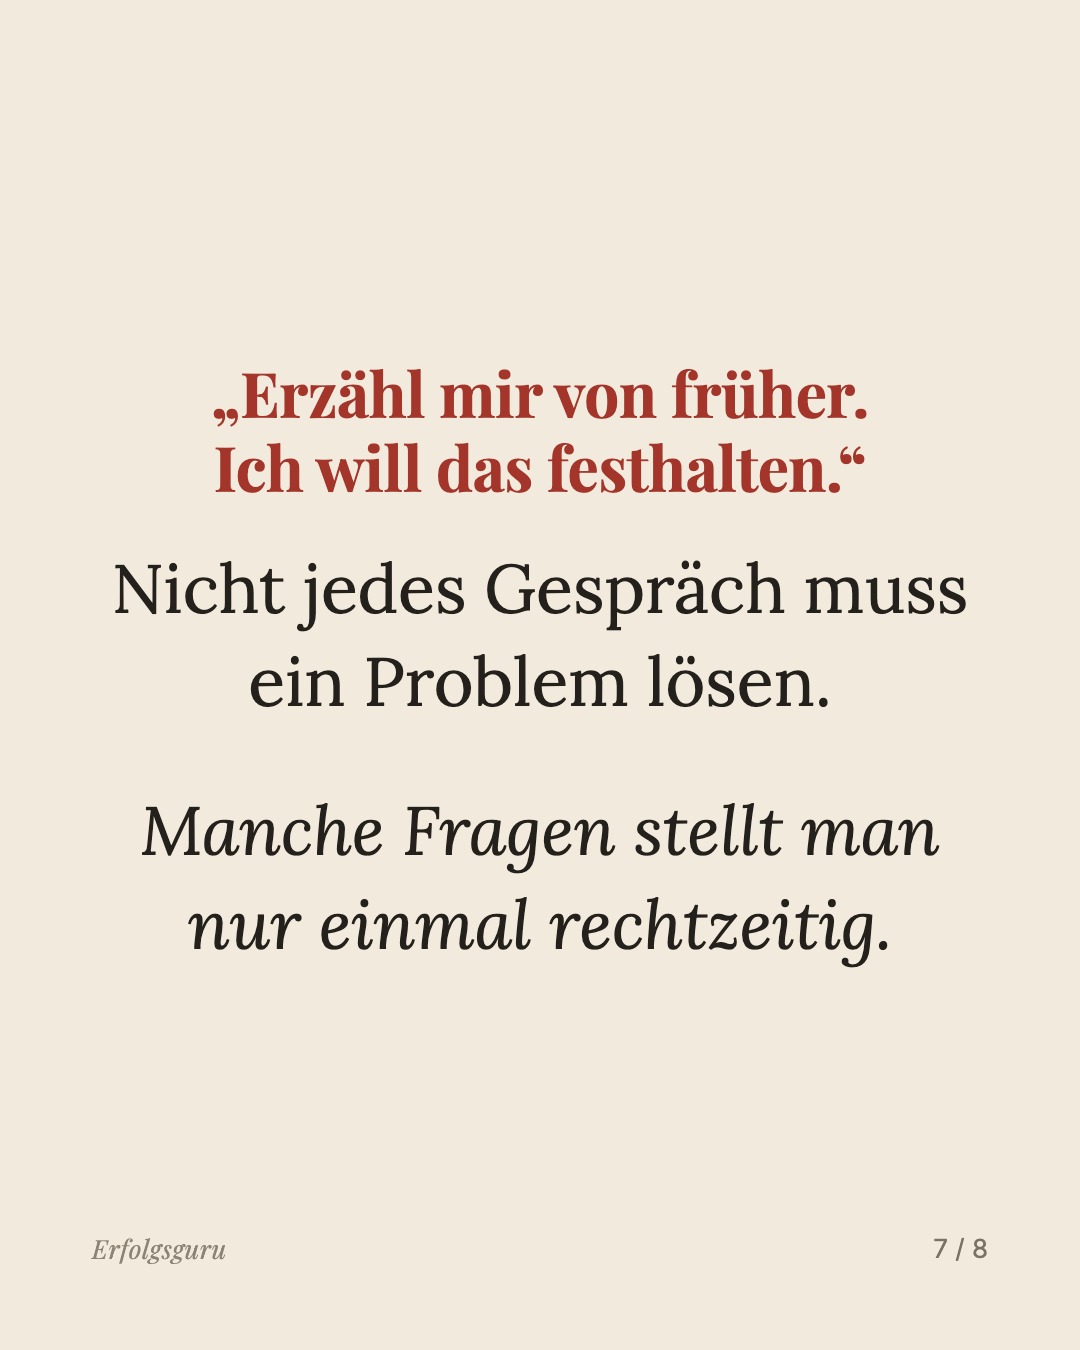 „Erzähl mir von früher.
Ich will das festhalten.“
Nicht jedes Gespräch muss
ein Problem lösen.
Manche Fragen stellt man
nur einmal rechtzeitig.
Erfolgsguru
7 / 8